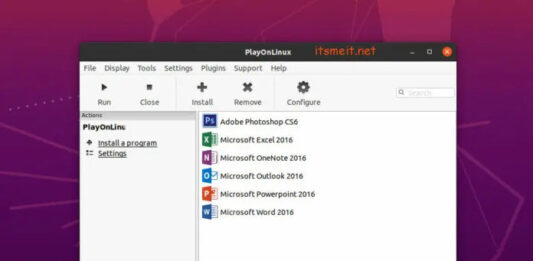 PlayOnLinux
itsmeit.net
File Display Tools Settings Plugins Support Help
Run Close Install Remove Configure
Search
Actions
PlayOnLinu
Install a program
Settings
Ps Adobe Photoshop CS6
Microsoft Excel 2016
Microsoft OneNote 2016
Microsoft Outlook 2016
Microsoft Powerpoint 2016
Microsoft Word 2016